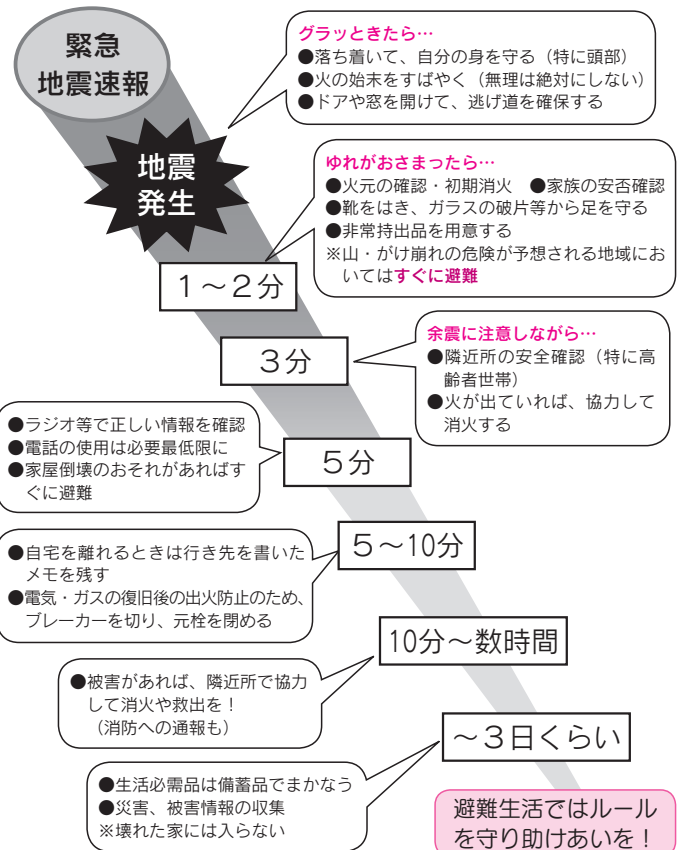 緊急
地震速報
グラッときたら…
●落ち着いて、自分の身を守る（特に頭部）
●火の始末をすばやく（無理は絶対にしない）
●ドアや窓を開けて、逃げ道を確保する
地震
発生
ゆれがおさまったら…
●火元の確認・初期消火　●家族の安否確認
●靴をはき、ガラスの破片等から足を守る
●非常持出品を用意する
※山・がけ崩れの危険が予想される地域にお
いてはすぐに避難
1～2分
余震に注意しながら…
●隣近所の安全確認（特に高
齢者世帯）
●火が出ていれば、協力して
消火する
3分
●ラジオ等で正しい情報を確認
●電話の使用は必要最低限に
●家屋倒壊のおそれがあればす
ぐに避難
5分
●自宅を離れるときは行き先を書いた
メモを残す
●電気・ガスの復旧後の出火防止のため、
ブレーカーを切り、元栓を閉める
5～10分
10分～数時間
●被害があれば、隣近所で協力
して消火や救出を！
（消防への通報も）
～3日くらい
●生活必需品は備蓄品でまかなう
●災害、被害情報の収集
※壊れた家には入らない
避難生活ではルール
を守り助けあいを！